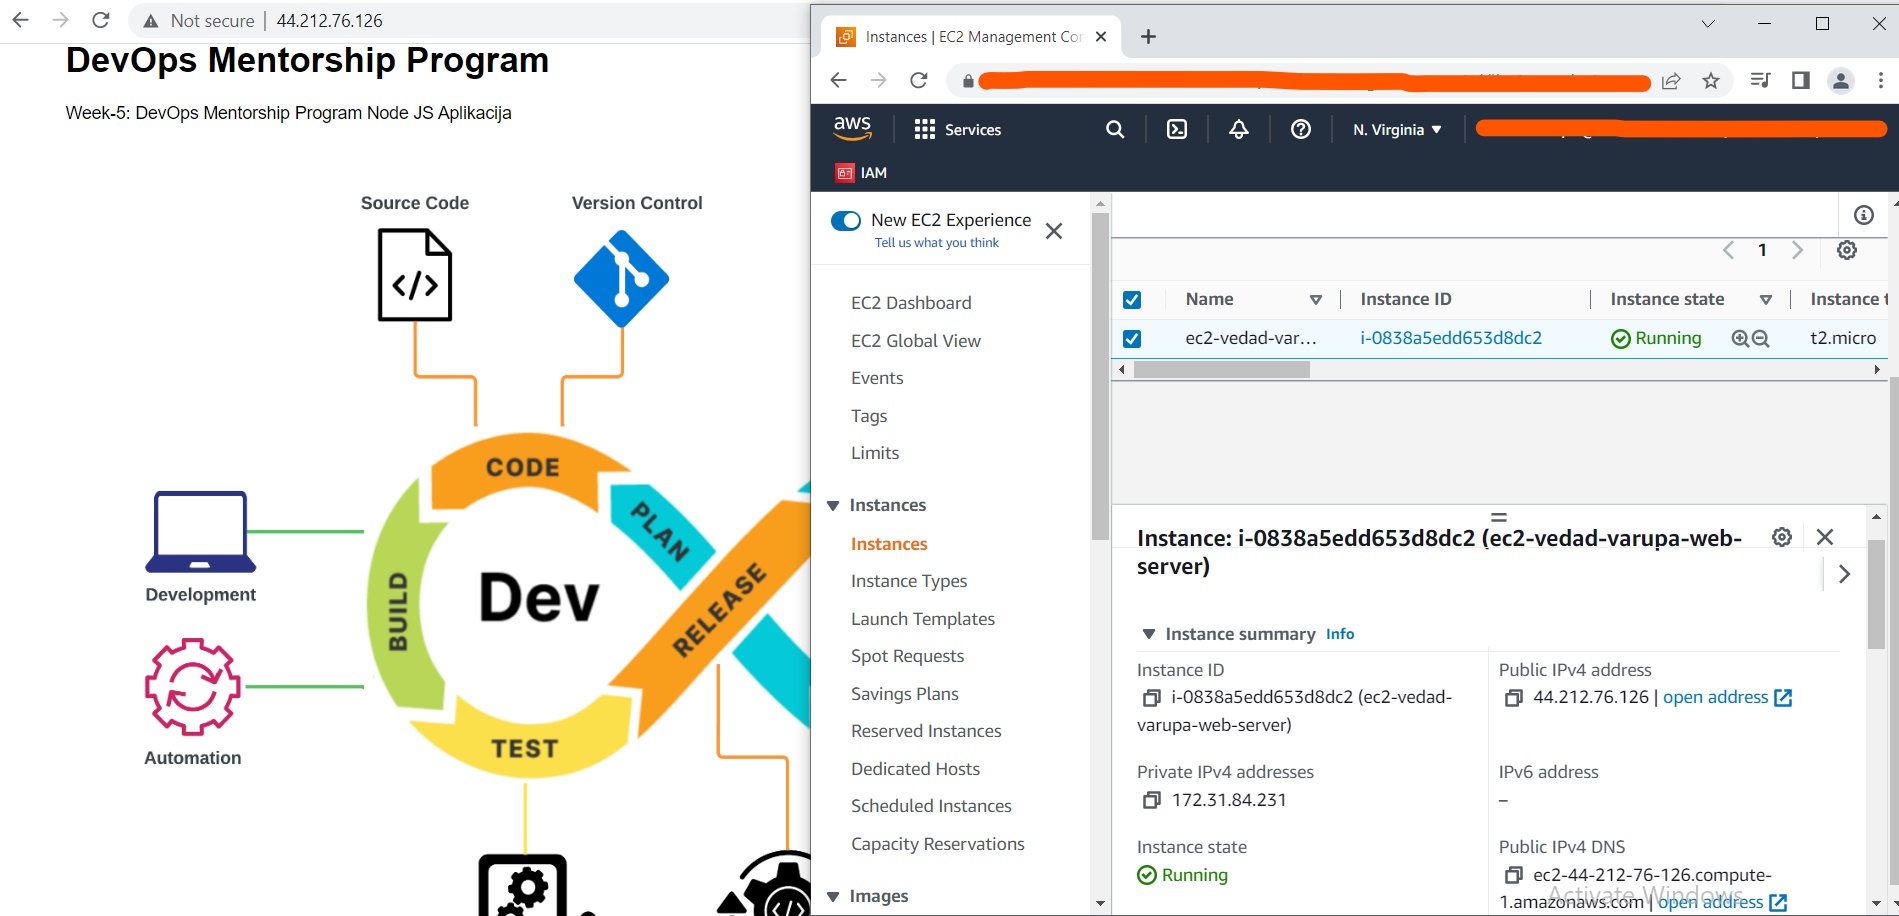 Not secure | 44.212.76.126
DevOps Mentorship Program
Week-5: DevOps Mentorship Program Node JS Aplikacija
Source Code
Version Control
CODE
PLAN
BUILD
Dev
RELEASE
TEST
Development
Automation
Instances | EC2 Management Con
aws
Services
N. Virginia
IAM
New EC2 Experience
Tell us what you think
EC2 Dashboard
EC2 Global View
Events
Tags
Limits
Instances
Instances
Instance Types
Launch Templates
Spot Requests
Savings Plans
Reserved Instances
Dedicated Hosts
Scheduled Instances
Capacity Reservations
Images
1
Name
Instance ID
Instance state
Instance t
ec2-vedad-var...
i-0838a5edd653d8dc2
Running
t2.micro
Instance: i-0838a5edd653d8dc2 (ec2-vedad-varupa-web-
server)
Instance summary Info
Instance ID
i-0838a5edd653d8dc2 (ec2-vedad-
varupa-web-server)
Public IPv4 address
44.212.76.126 | open address
Private IPv4 addresses
172.31.84.231
IPv6 address
–
Instance state
Running
Public IPv4 DNS
ec2-44-212-76-126.compute-
1.amazonaws.com | open address
Activate Windows